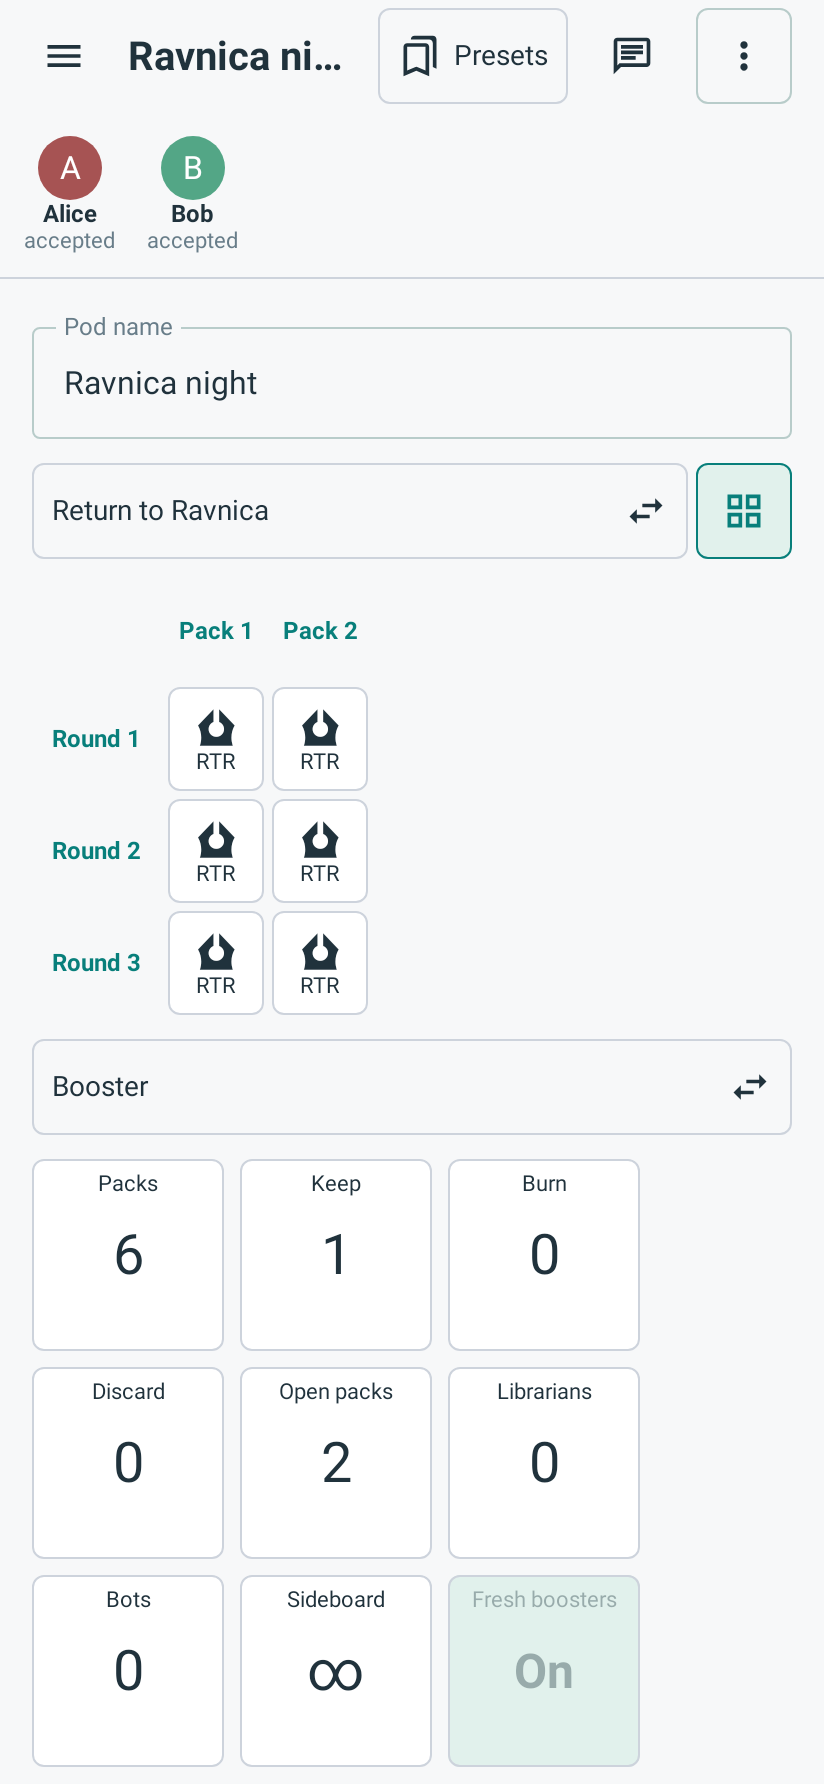 Ravnica ni...
Presets
A
B
Alice
Bob
accepted
accepted
Pod name
Ravnica night
Return to Ravnica
Pack 1 Pack 2
Round 1
RTR RTR
Round 2
RTR RTR
Round 3
RTR RTR
Booster
Packs Keep Burn
6 1 0
Discard Open packs Librarians
0 2 0
Bots Sideboard Fresh boosters
0 ∞ On